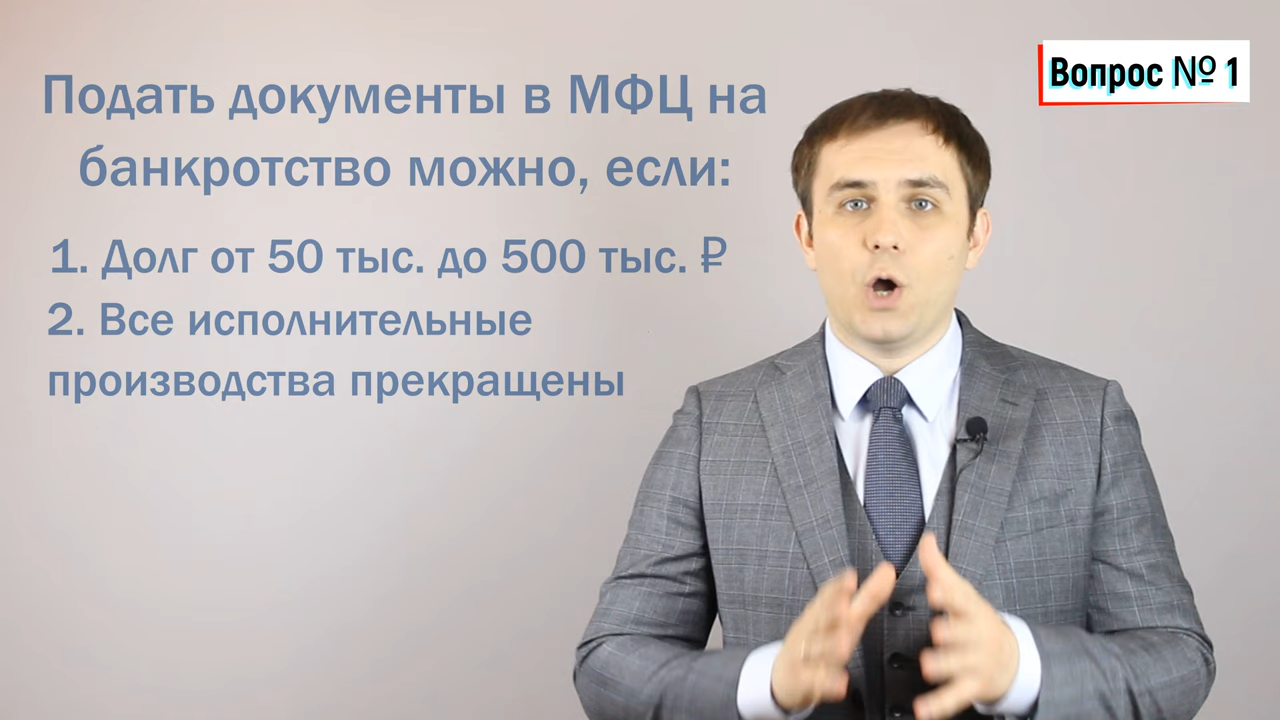 Вопрос № 1
Подать документы в МФЦ на
банкротство можно, если:
1. Долг от 50 тыс. до 500 тыс. ₽
2. Все исполнительные
производства прекращены